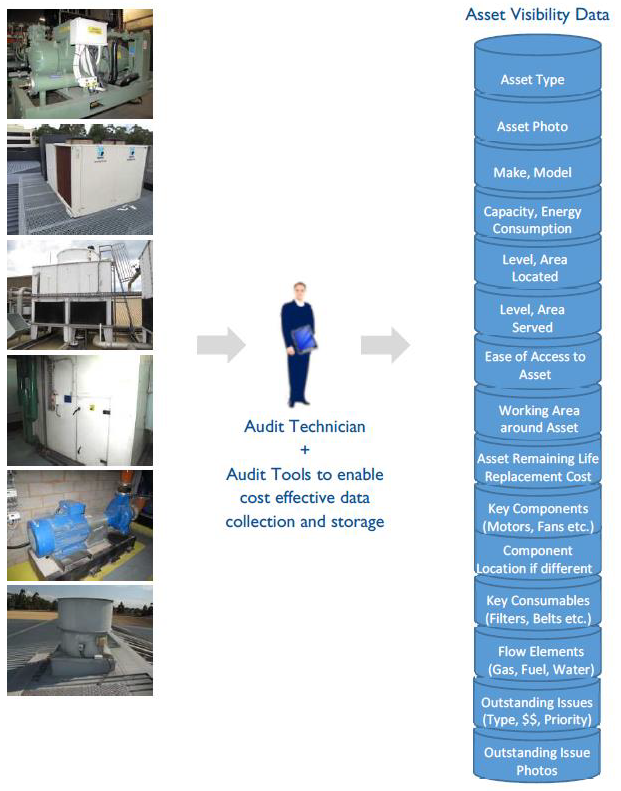 Asset Visibility Data
Asset Type
Asset Photo
Make, Model
Capacity, Energy
Consumption
Level, Area
Located
Level, Area
Served
Ease of Access to
Asset
Working Area
around Asset
Asset Remaining Life
Replacement Cost
Key Components
(Motors, Fans etc.)
Component
Location if different
Key Consumables
(Filters, Belts etc.)
Flow Elements
(Gas, Fuel, Water)
Outstanding Issues
(Type, $$, Priority)
Outstanding Issue
Photos
Audit Technician
+
Audit Tools to enable
cost effective data
collection and storage